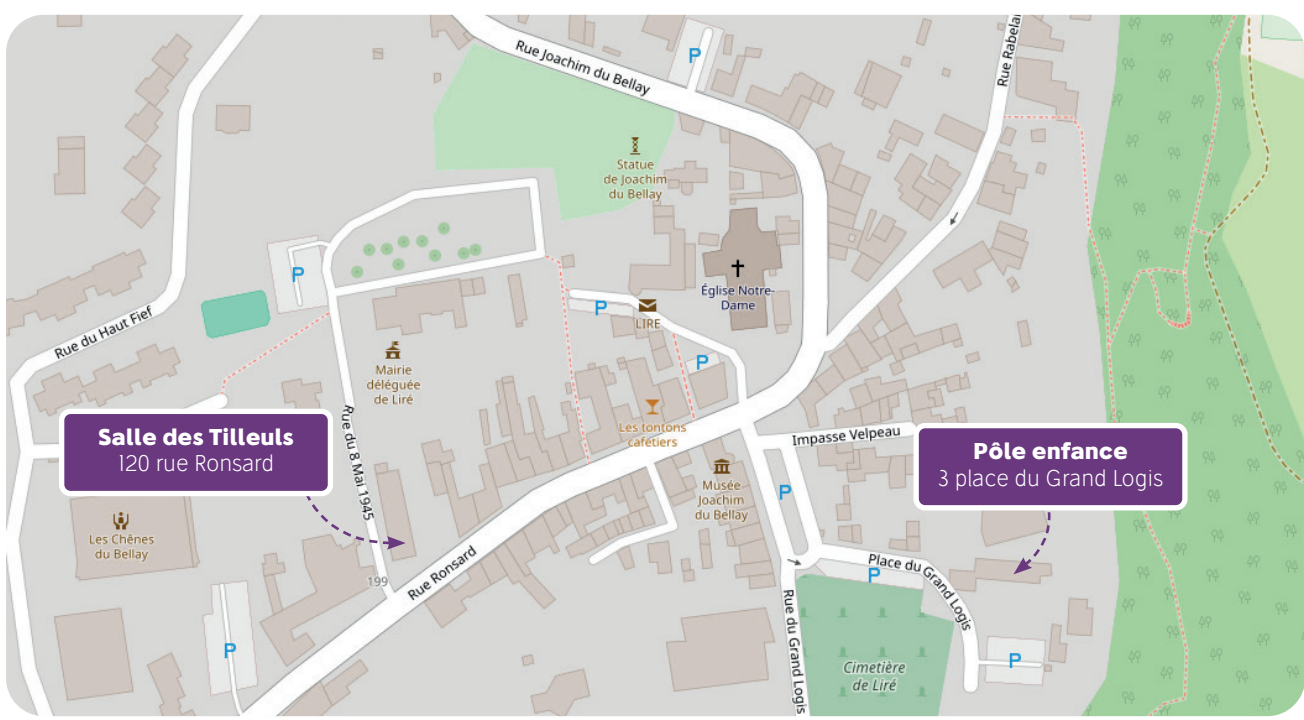 Rue Joachim du Bellay
P
Rue Rabela
Statue
de Joachim
du Bellay
P
Église Notre-
Dame
P
LIRE
P
Rue du Haut Fief
Mairie
déléguée
de Liré
Rue du 8 Mai 1945
Les tontons
cafétiers
Salle des Tilleuls
120 rue Ronsard
Impasse Velpeau
Pôle enfance
3 place du Grand Logis
Musée
Joachim
du Bellay
P
Les Chênes
du Bellay
199
Rue Ronsard
Place du Grand Logis
P
Rue du Grand Logis
P
Cimetière
de Liré
P